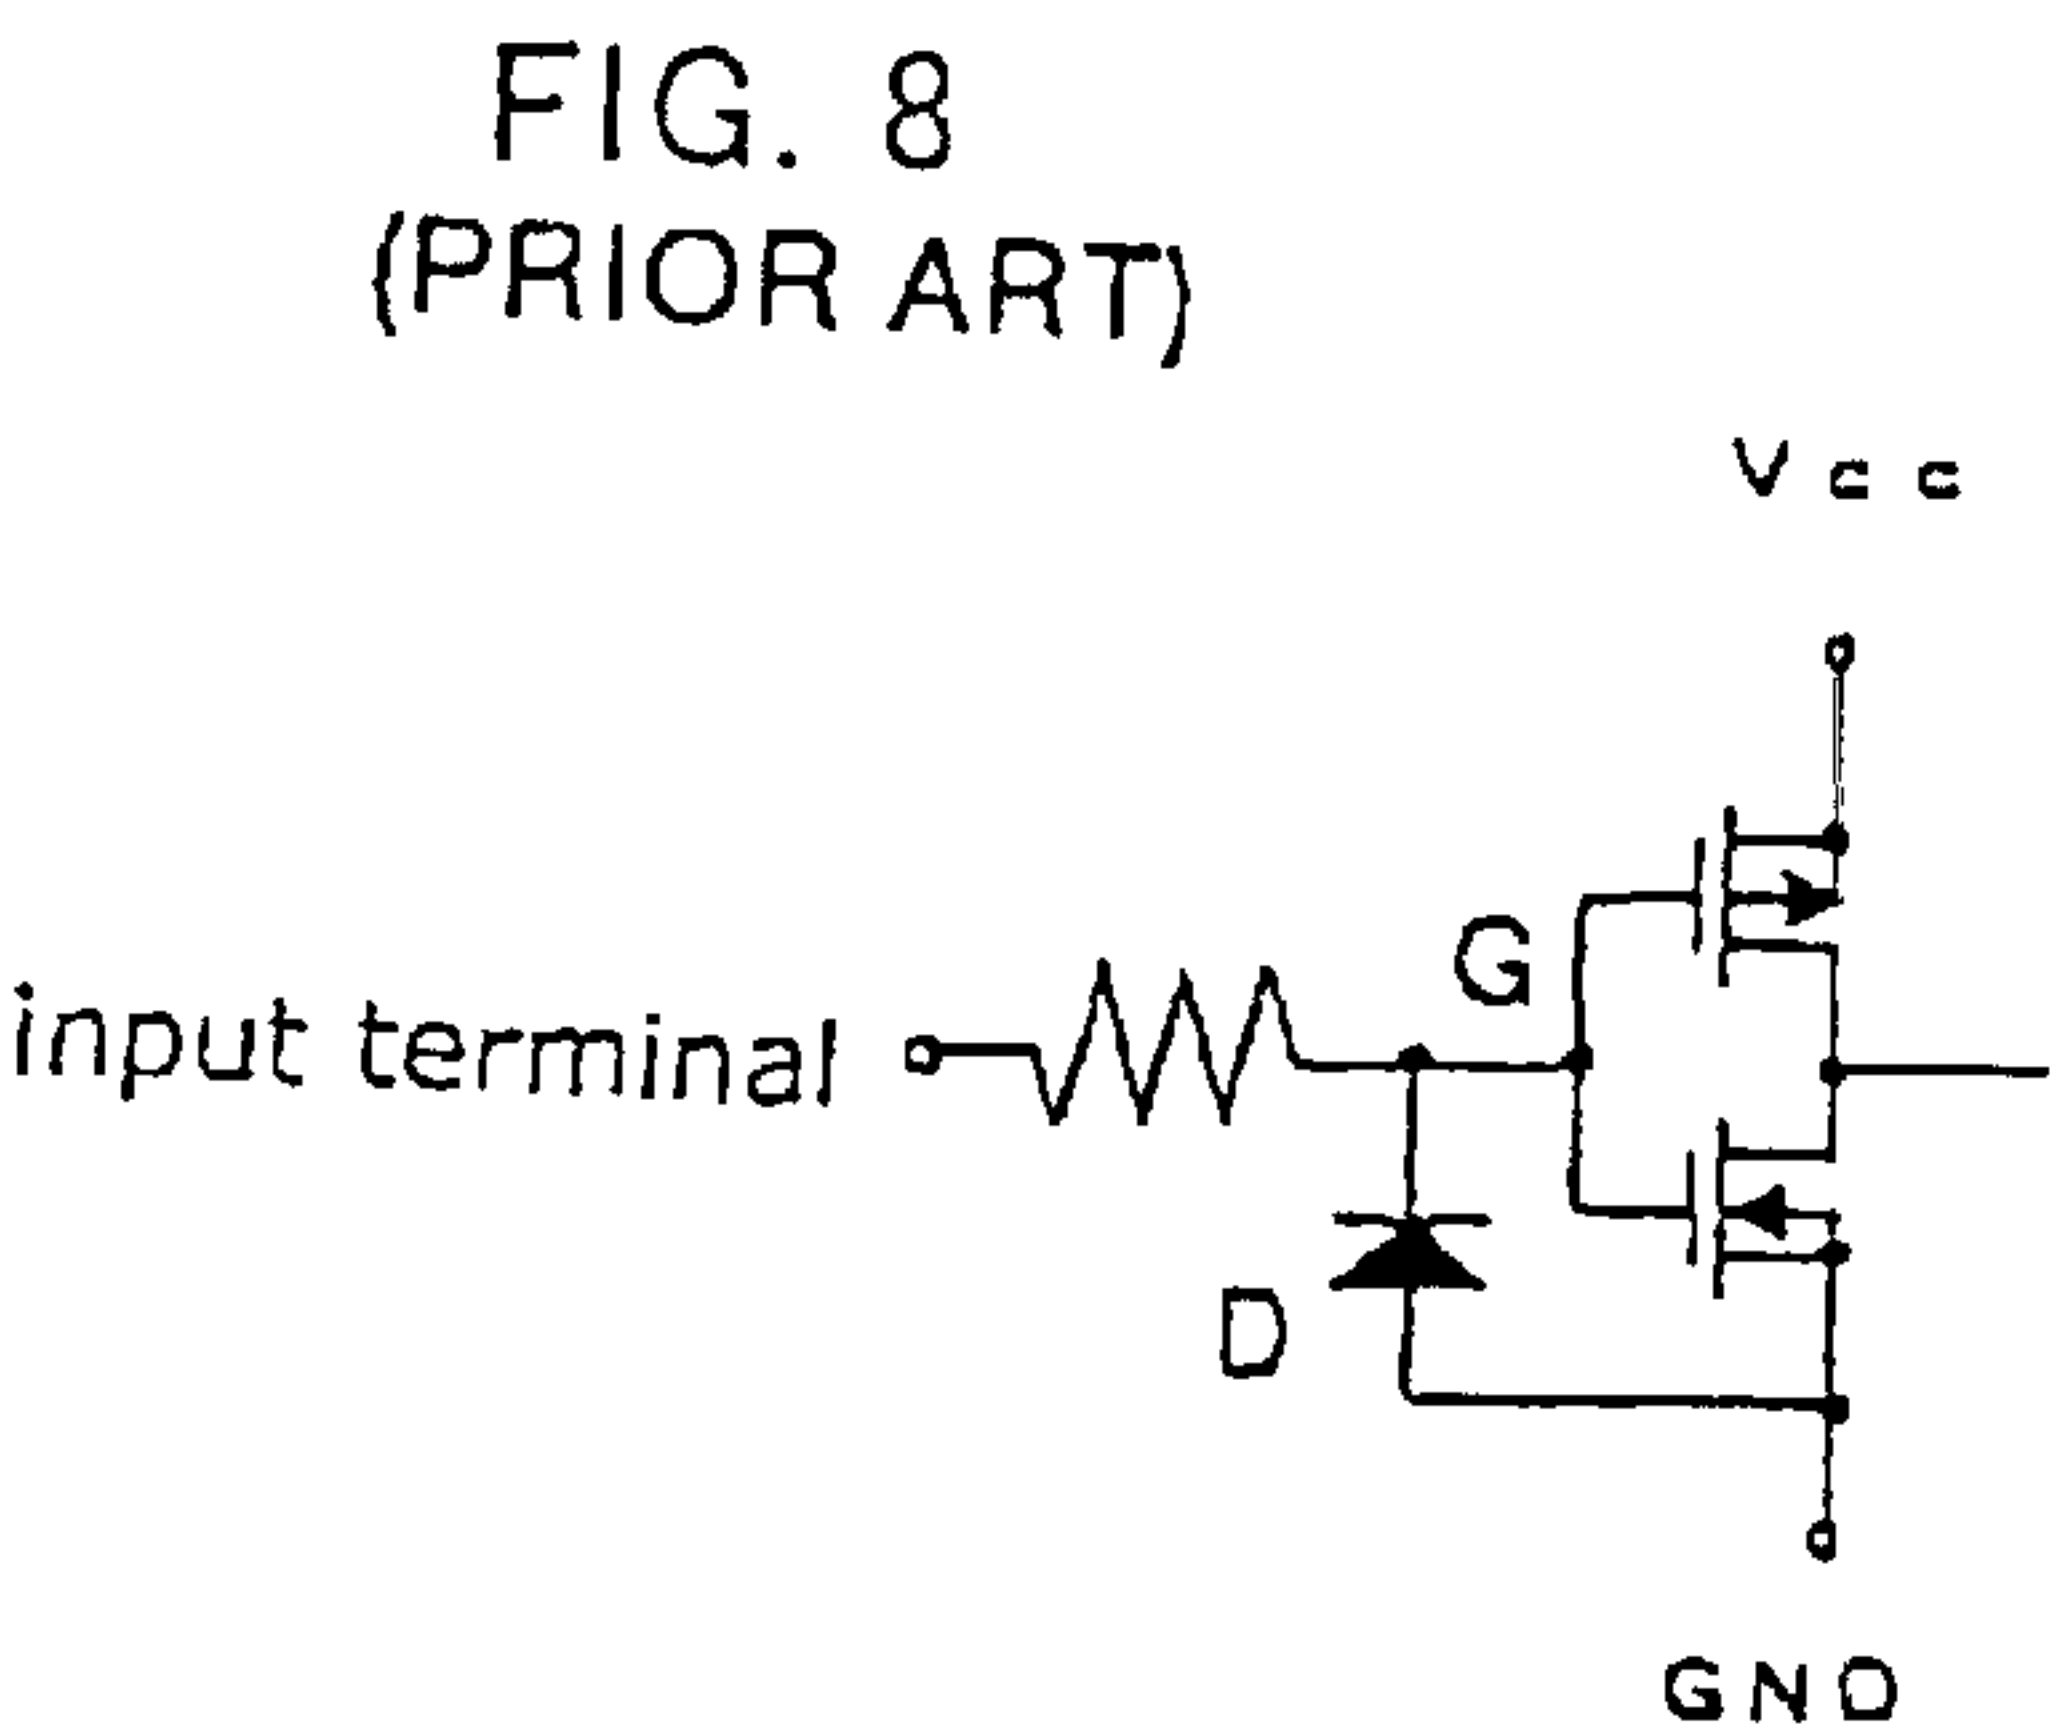 FIG. 8
(PRIOR ART)
Vcc
G
input terminal
D
GND